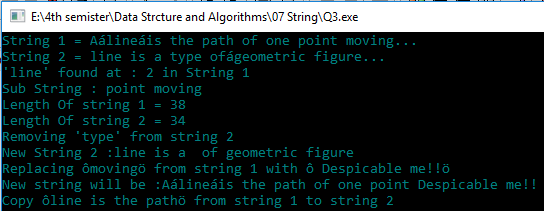 E:\4th semister\Data Strcture and Algorithms\07 String\Q3.exe
String 1 = Aálineáis the path of one point moving...
String 2 = line is a type ofágeometric figure...
'line' found at : 2 in String 1
Sub String : point moving
Length Of string 1 = 38
Length Of string 2 = 34
Removing 'type' from string 2
New String 2 :line is a  of geometric figure
Replacing ômovingö from string 1 with ô Despicable me!!ö
New string will be :Aálineáis the path of one point Despicable me!!
Copy ôline is the pathö from string 1 to string 2